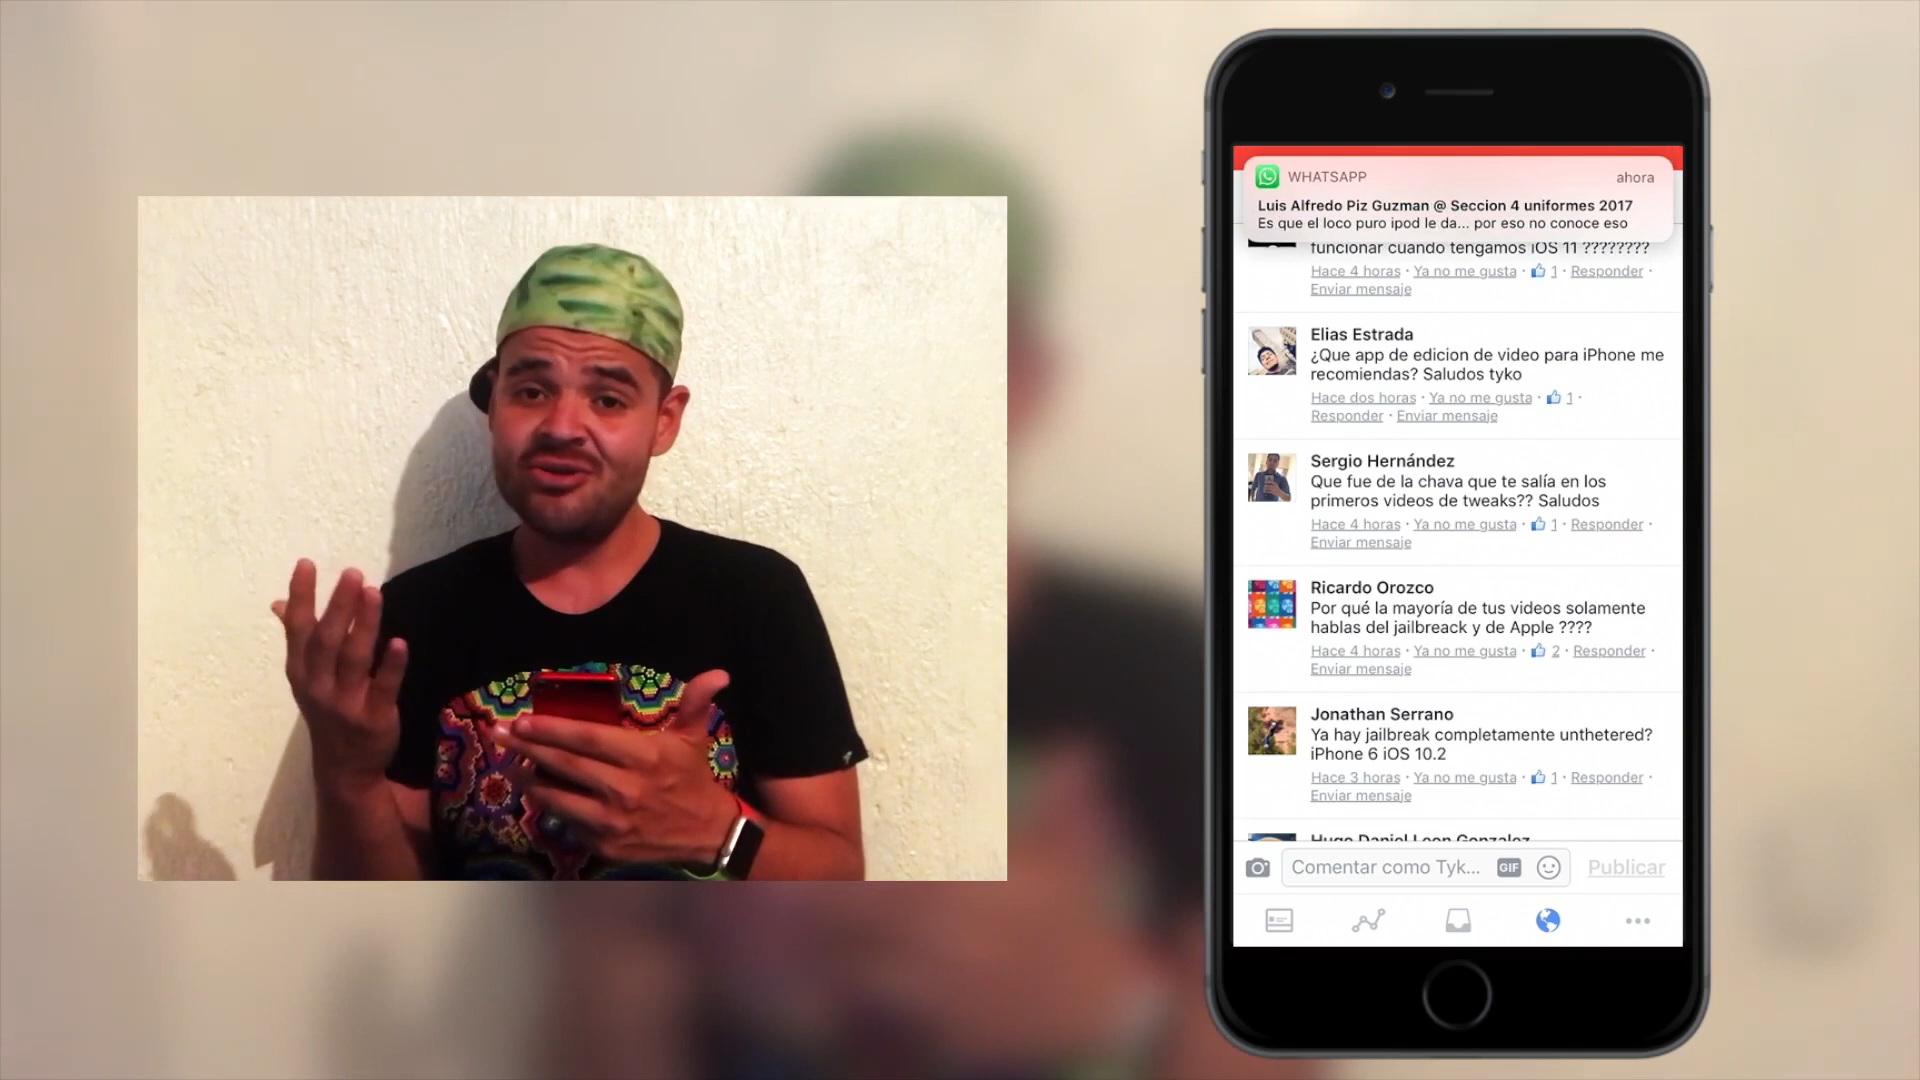 WHATSAPP
ahora
Luis Alfredo Piz Guzman @ Seccion 4 uniformes 2017
Es que el loco puro ipod le da... por eso no conoce eso
funcionar cuando tengamos iOS 11 ????????
Hace 4 horas · Ya no me gusta · 1 · Responder ·
Enviar mensaje
Elias Estrada
¿Que app de edicion de video para iPhone me
recomiendas? Saludos tyko
Hace dos horas · Ya no me gusta · 1 ·
Responder · Enviar mensaje
Sergio Hernández
Que fue de la chava que te salía en los
primeros videos de tweaks?? Saludos
Hace 4 horas · Ya no me gusta · 1 · Responder ·
Enviar mensaje
Ricardo Orozco
Por qué la mayoría de tus videos solamente
hablas del jailbreack y de Apple ????
Hace 4 horas · Ya no me gusta · 2 · Responder ·
Enviar mensaje
Jonathan Serrano
Ya hay jailbreak completamente unthetered?
iPhone 6 iOS 10.2
Hace 3 horas · Ya no me gusta · 1 · Responder ·
Enviar mensaje
Hugo Daniel Leon Gonzalez
Comentar como Tyk...
GIF
Publicar